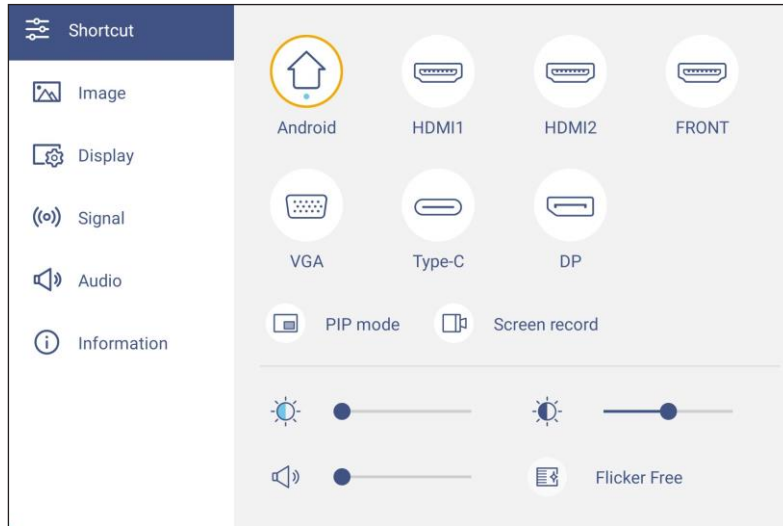 Shortcut
Image
Display
Signal
Audio
Information
Android HDMI1 HDMI2 FRONT
VGA Type-C DP
PIP mode Screen record
Flicker Free